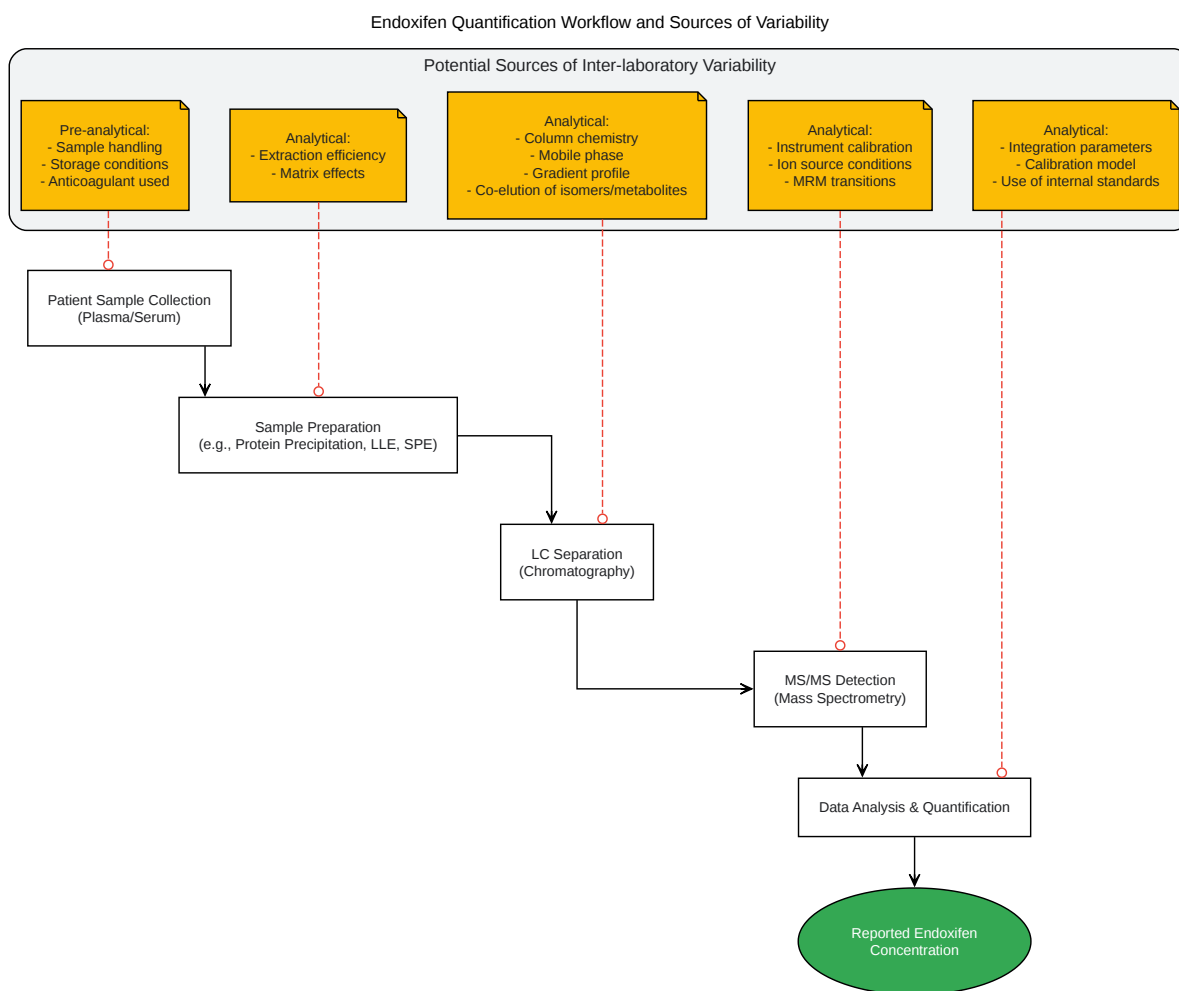 Endoxifen Quantification Workflow and Sources of Variability
Potential Sources of Inter-laboratory Variability
Pre-analytical:
- Sample handling
- Storage conditions
- Anticoagulant used
Analytical:
- Extraction efficiency
- Matrix effects
Analytical:
- Column chemistry
- Mobile phase
- Gradient profile
- Co-elution of isomers/metabolites
Analytical:
- Instrument calibration
- Ion source conditions
- MRM transitions
Analytical:
- Integration parameters
- Calibration model
- Use of internal standards
Patient Sample Collection
(Plasma/Serum)
Sample Preparation
(e.g., Protein Precipitation, LLE, SPE)
LC Separation
(Chromatography)
MS/MS Detection
(Mass Spectrometry)
Data Analysis & Quantification
Reported Endoxifen
Concentration